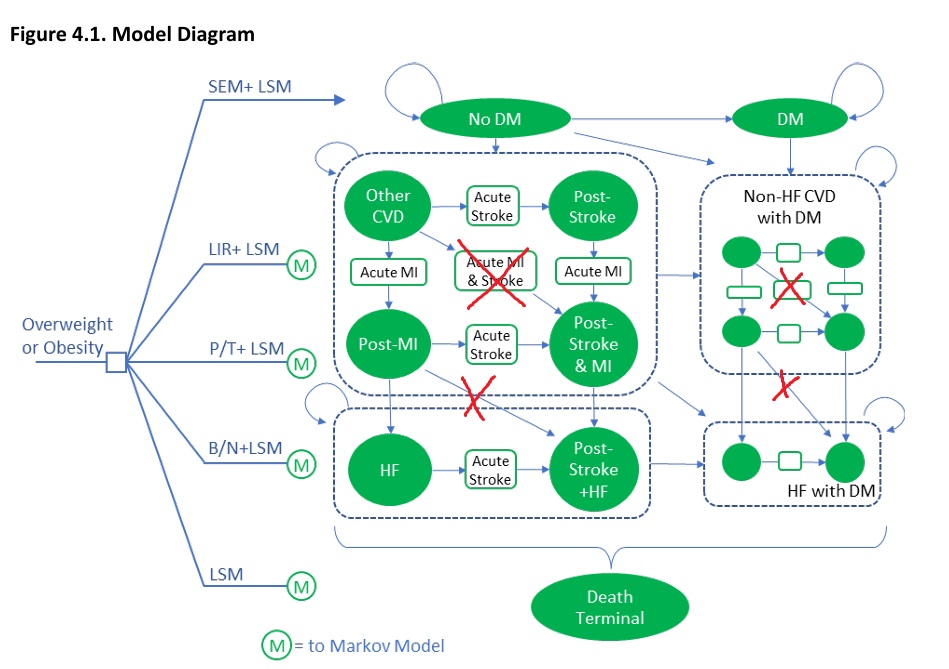 Figure 4.1. Model Diagram
SEM+ LSM
No DM
DM
Other
CVD
Acute
Stroke
Post-
Stroke
Non-HF CVD
with DM
LIR+ LSM
M
Acute MI
Acute MI
& Stroke
Acute MI
Overweight
or Obesity
P/T+ LSM
M
Post-MI
Acute
Stroke
Post-
Stroke
& MI
B/N+LSM
M
HF
Acute
Stroke
Post-
Stroke
+HF
HF with DM
LSM
M
Death
Terminal
M = to Markov Model